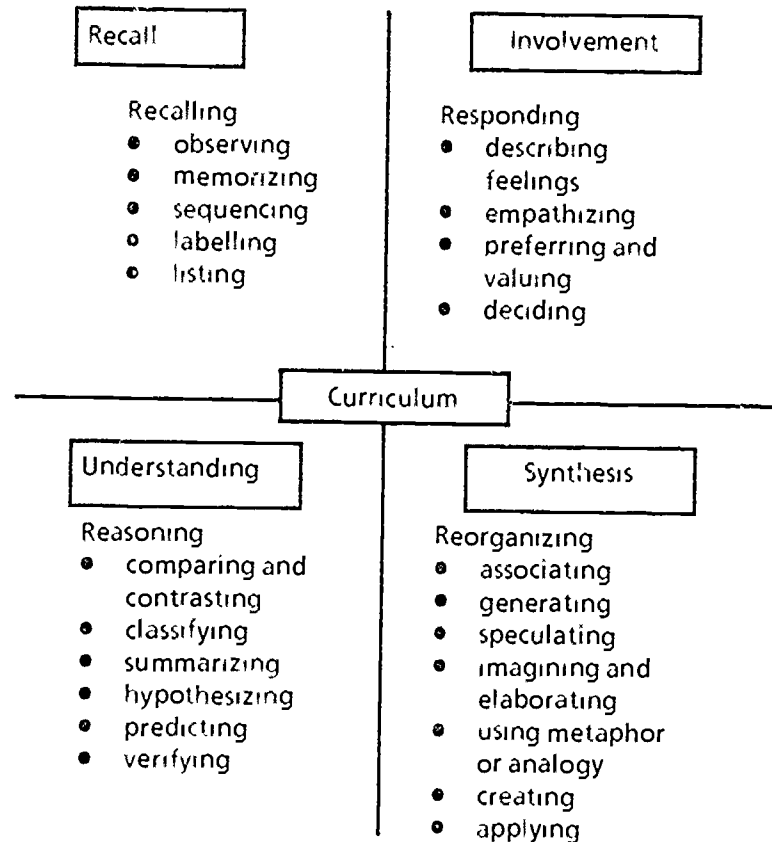 Recall
Recalling
• observing
• memorizing
• sequencing
• labelling
• listing
Involvement
Responding
• describing
feelings
• empathizing
• preferring and
valuing
• deciding
Curriculum
Understanding
Reasoning
• comparing and
contrasting
• classifying
• summarizing
• hypothesizing
• predicting
• verifying
Synthesis
Reorganizing
• associating
• generating
• speculating
• imagining and
elaborating
• using metaphor
or analogy
• creating
• applying